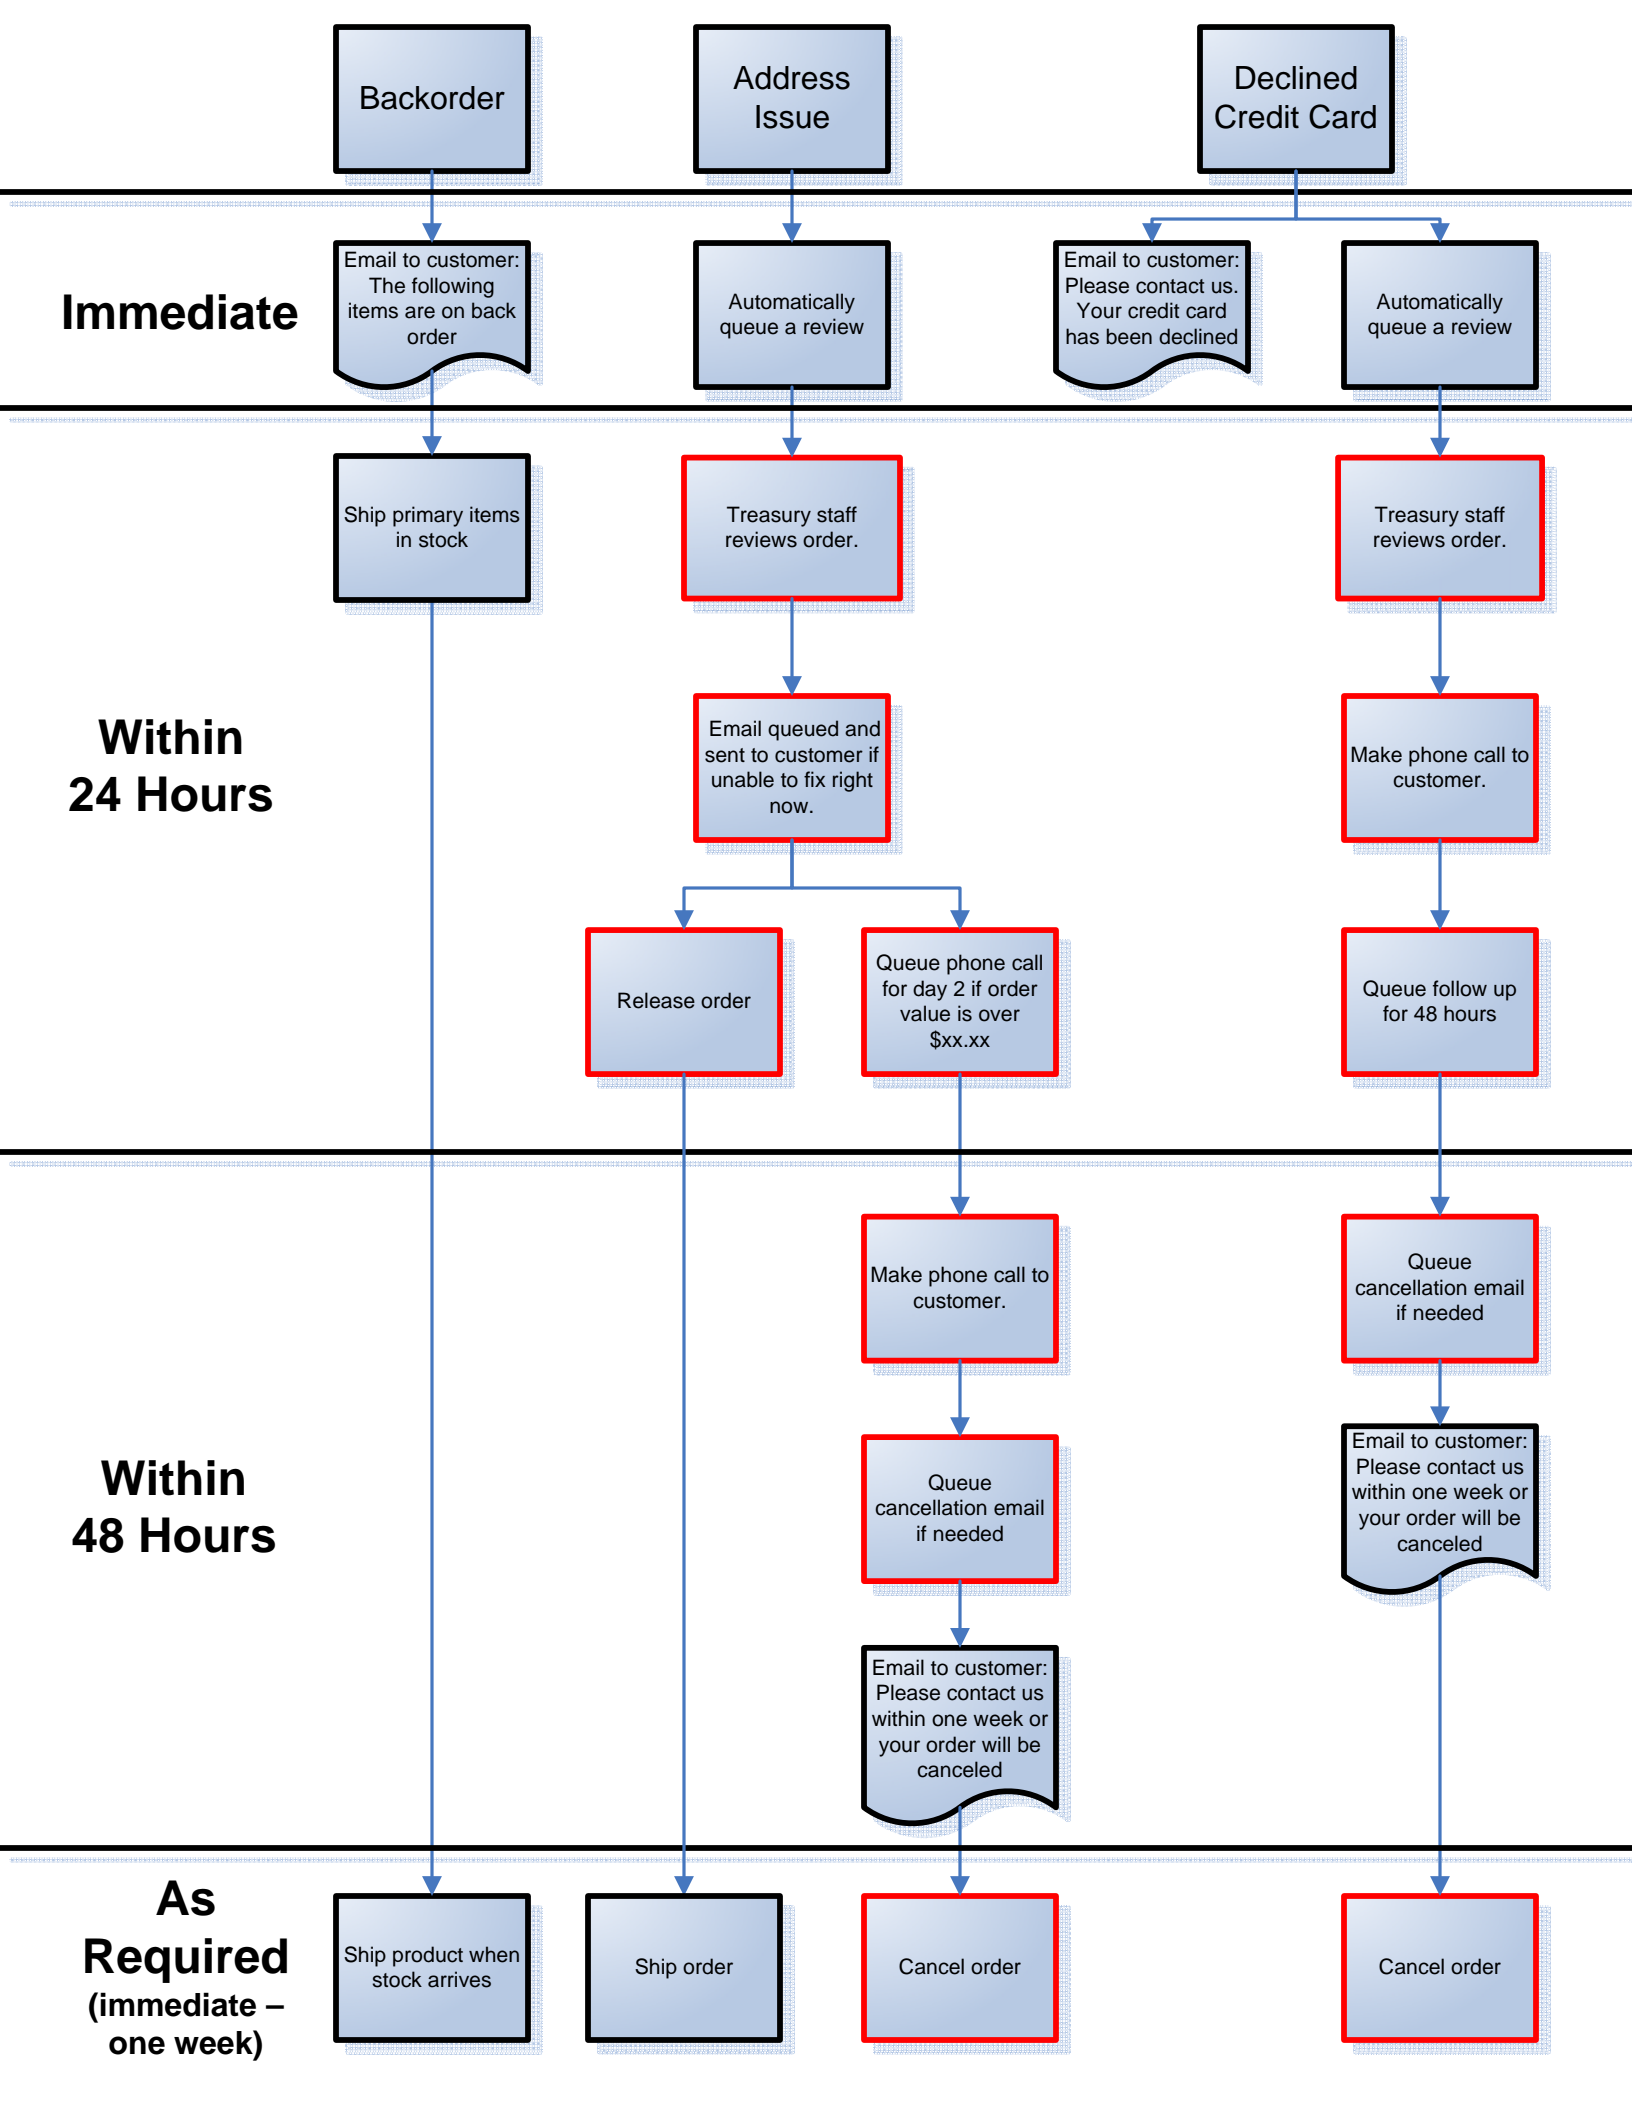 Backorder
Address
Issue
Declined
Credit Card
Immediate
Email to customer:
The following
items are on back
order
Automatically
queue a review
Email to customer:
Please contact us.
Your credit card
has been declined
Automatically
queue a review
Within
24 Hours
Ship primary items
in stock
Treasury staff
reviews order.
Treasury staff
reviews order.
Email queued and
sent to customer if
unable to fix right
now.
Make phone call to
customer.
Release order
Queue phone call
for day 2 if order
value is over
$xx.xx
Queue follow up
for 48 hours
Within
48 Hours
Make phone call to
customer.
Queue
cancellation email
if needed
Queue
cancellation email
if needed
Email to customer:
Please contact us
within one week or
your order will be
canceled
Email to customer:
Please contact us
within one week or
your order will be
canceled
As
Required
(immediate –
one week)
Ship product when
stock arrives
Ship order
Cancel order
Cancel order